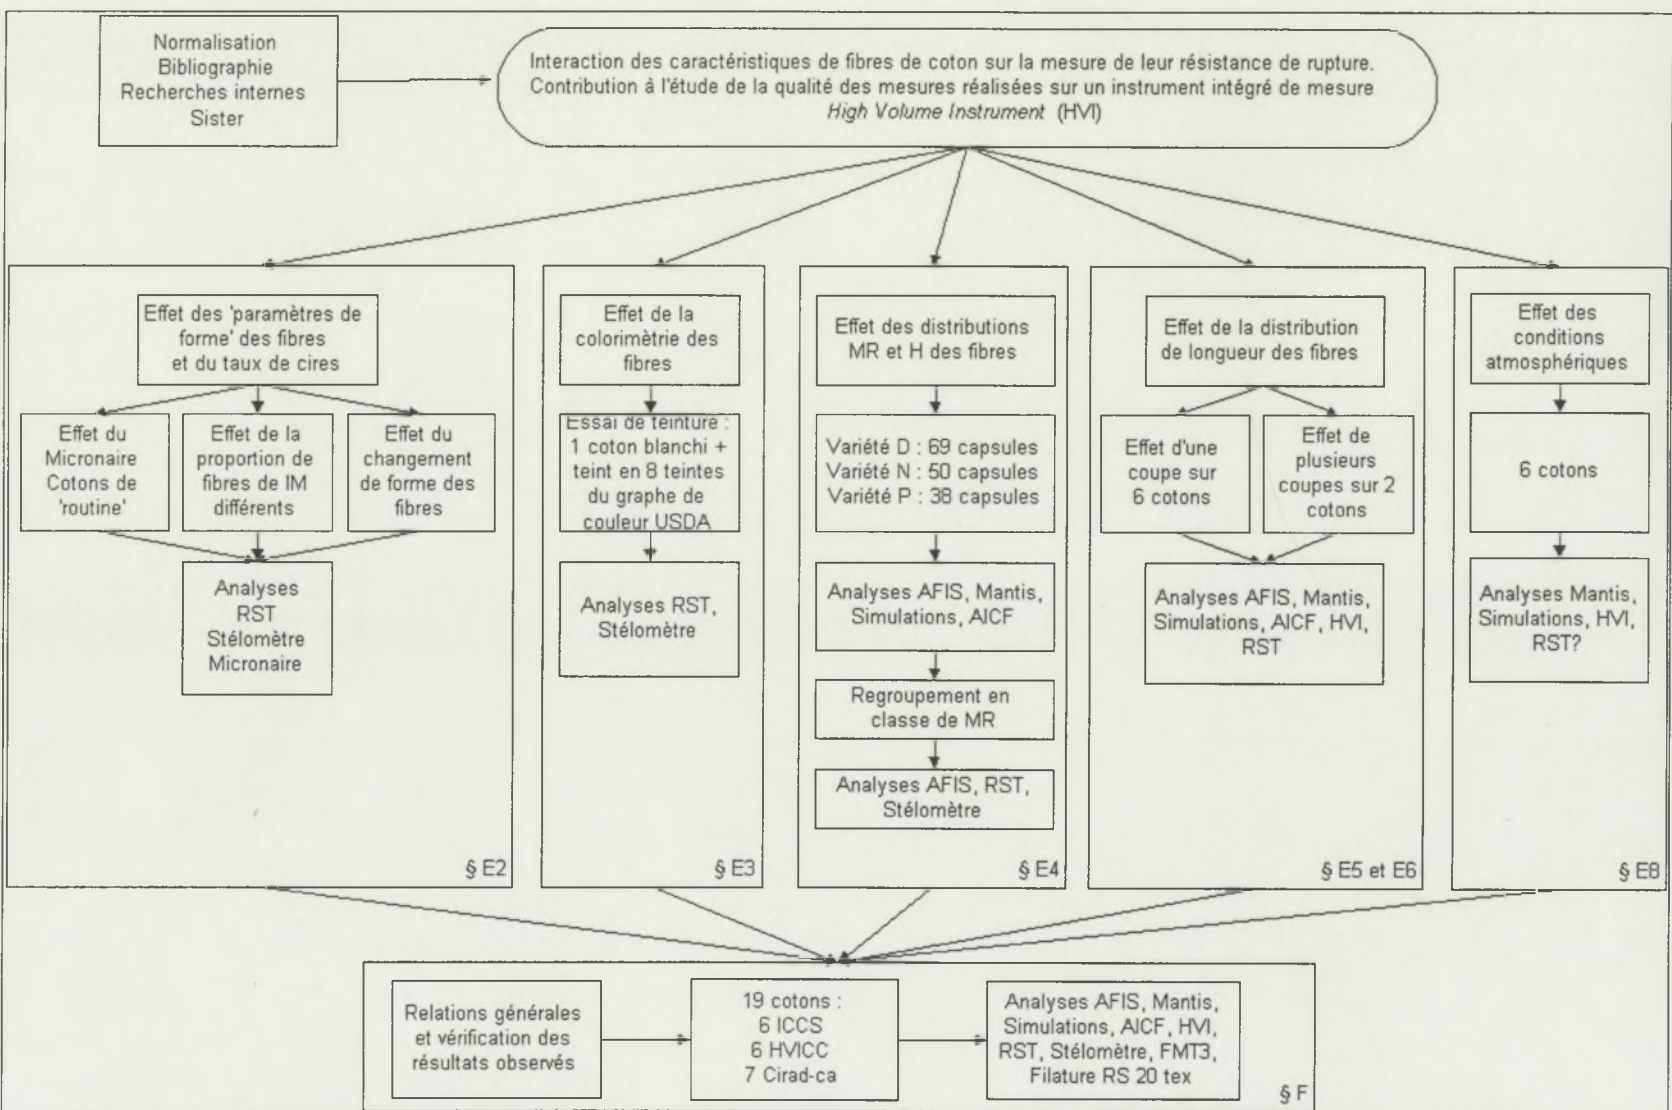 Normalisation
Bibliographie
Recherches internes
Sister
Interaction des caractéristiques de fibres de coton sur la mesure de leur résistance de rupture.
Contribution à l'étude de la qualité des mesures réalisées sur un instrument intégré de mesure
High Volume Instrument (HVI)
Effet des 'paramètres de
forme' des fibres
et du taux de cires
Effet du
Micronaire
Cotons de
'routine'
Effet de la
proportion de
fibres de IM
différents
Effet du
changement
de forme des
fibres
Analyses
RST
Stélomètre
Micronaire
§ E2
Effet de la
colorimètrie des
fibres
Essai de teinture :
1 coton blanchi +
teint en 8 teintes
du graphe de
couleur USDA
Analyses RST,
Stélomètre
§ E3
Effet des distributions
MR et H des fibres
Variété D : 69 capsules
Variété N : 50 capsules
Variété P : 38 capsules
Analyses AFIS, Mantis,
Simulations, AICF
Regroupement en
classe de MR
Analyses AFIS, RST,
Stélomètre
§ E4
Effet de la distribution
de longueur des fibres
Effet d'une
coupe sur
6 cotons
Effet de
plusieurs
coupes sur 2
cotons
Analyses AFIS, Mantis,
Simulations, AICF, HVI,
RST
§ E5 et E6
Effet des
conditions
atmosphériques
6 cotons
Analyses Mantis,
Simulations, HVI,
RST?
§ E8
Relations générales
et vérification des
résultats observés
19 cotons :
6 ICCS
6 HVICC
7 Cirad-ca
Analyses AFIS, Mantis,
Simulations, AICF, HVI,
RST, Stélomètre, FMT3,
Filature RS 20 tex
§ F